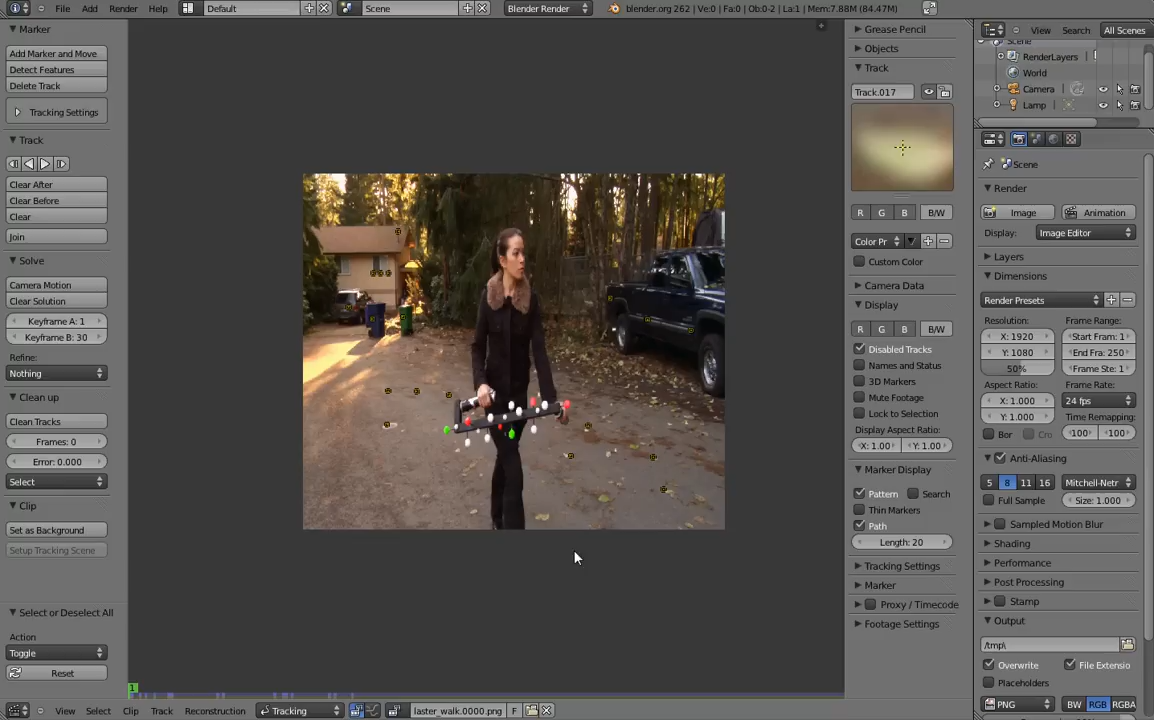 File Add Render Help Default Scene Blender Render blender.org 262 | Ve:0 | Fa:0 | Ob:0-2 | La:1 | Mem:7.88M (84.47M)
Marker
Add Marker and Move
Detect Features
Delete Track
Tracking Settings
Track
Clear After
Clear Before
Clear
Join
Solve
Camera Motion
Clear Solution
Keyframe A: 1
Keyframe B: 30
Refine:
Nothing
Clean up
Clean Tracks
Frames: 0
Error: 0.000
Select
Clip
Set as Background
Setup Tracking Scene
Select or Deselect All
Action
Toggle
Reset
1
View Select Clip Track Reconstruction Tracking laster_walk.0000.png F
Grease Pencil
Objects
Track
Track.017
R G B B/W
Color Pr
Custom Color
Camera Data
Display
R G B B/W
Disabled Tracks
Names and Status
3D Markers
Mute Footage
Lock to Selection
Display Aspect Ratio:
X: 1.00 Y: 1.00
Marker Display
Pattern Search
Thin Markers
Path
Length: 20
Tracking Settings
Marker
Proxy / Timecode
Footage Settings
View Search All Scenes
Scene
RenderLayers
World
Camera
Lamp
Scene
Render
Image Animation
Display: Image Editor
Layers
Dimensions
Render Presets
Resolution: Frame Range:
X: 1920 Start Fram: 1
Y: 1080 End Fra: 250
50% Frame Ste: 1
Aspect Ratio: Frame Rate:
X: 1.000 24 fps
Y: 1.000 Time Remapping:
Bor Cro 100 100
Anti-Aliasing
5 8 11 16 Mitchell-Netr
Full Sample Size: 1.000
Sampled Motion Blur
Shading
Performance
Post Processing
Stamp
Output
/tmp\
Overwrite File Extensio
Placeholders
PNG BW RGB RGBA